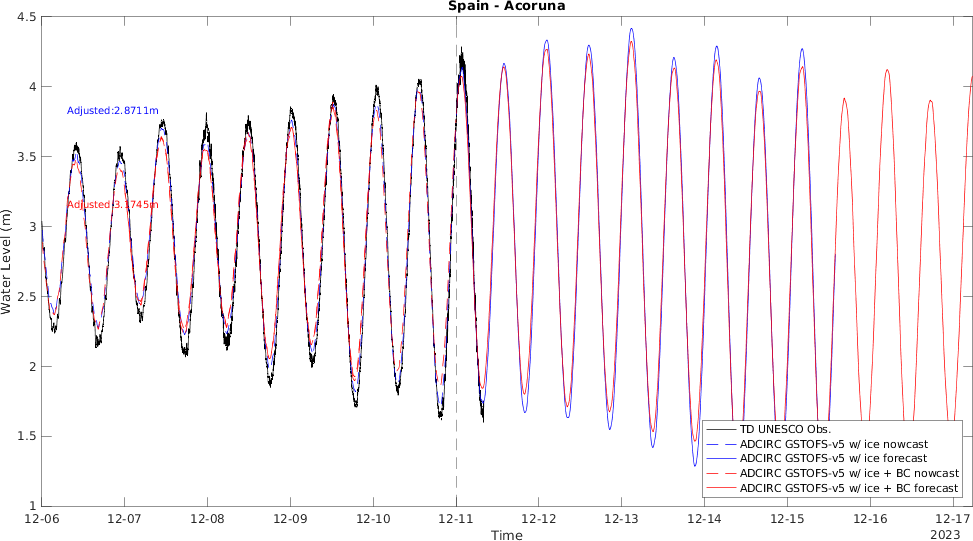 Spain - Acoruna
4.5
4
3.5
3
2.5
2
1.5
1
Water Level (m)
Adjusted:2.8711m
Adjusted:3.1745m
TD UNESCO Obs.
ADCIRC GSTOFS-v5 w/ ice nowcast
ADCIRC GSTOFS-v5 w/ ice forecast
ADCIRC GSTOFS-v5 w/ ice + BC nowcast
ADCIRC GSTOFS-v5 w/ ice + BC forecast
12-06 12-07 12-08 12-09 12-10 12-11 12-12 12-13 12-14 12-15 12-16 12-17
2023
Time